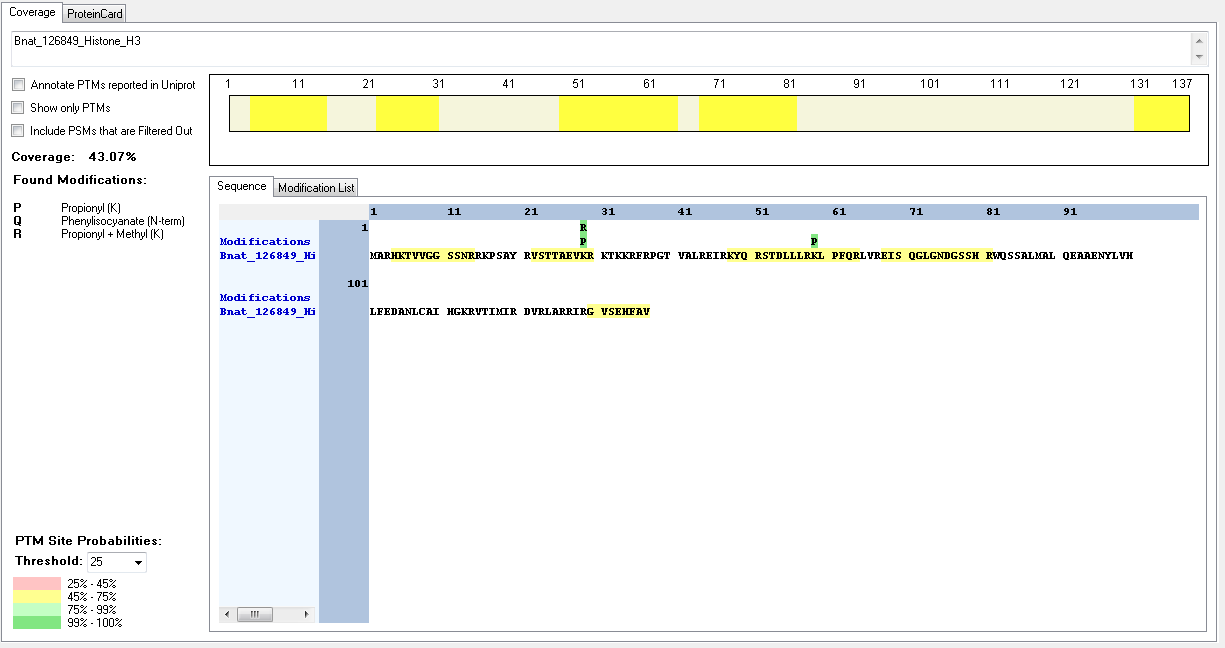 Coverage ProteinCard
Bnat_126849_Histone_H3
Annotate PTMs reported in Uniprot
Show only PTMs
Include PSMs that are Filtered Out
Coverage: 43.07%
Found Modifications:
P Propionyl (K)
Q Phenylisocyanate (N-term)
R Propionyl + Methyl (K)
1 11 21 31 41 51 61 71 81 91 101 111 121 131 137
Sequence Modification List
1 11 21 31 41 51 61 71 81 91
1 R
Modifications P P
Bnat_126849_Hi MARHKTVVGG SSNRRKPSAY RVSTTAEVKR KTKKRFRPGT VALREIRKYQ RSTDLLLRKL PFQRLVREIS QGLGNDGSSH RWQSSALMAL QEAAENYLVH
101
Modifications
Bnat_126849_Hi LFEDANLCAI HGKRVTIMIR DVRLARRIRG VSEHFAV
PTM Site Probabilities:
Threshold: 25
25% - 45%
45% - 75%
75% - 99%
99% - 100%